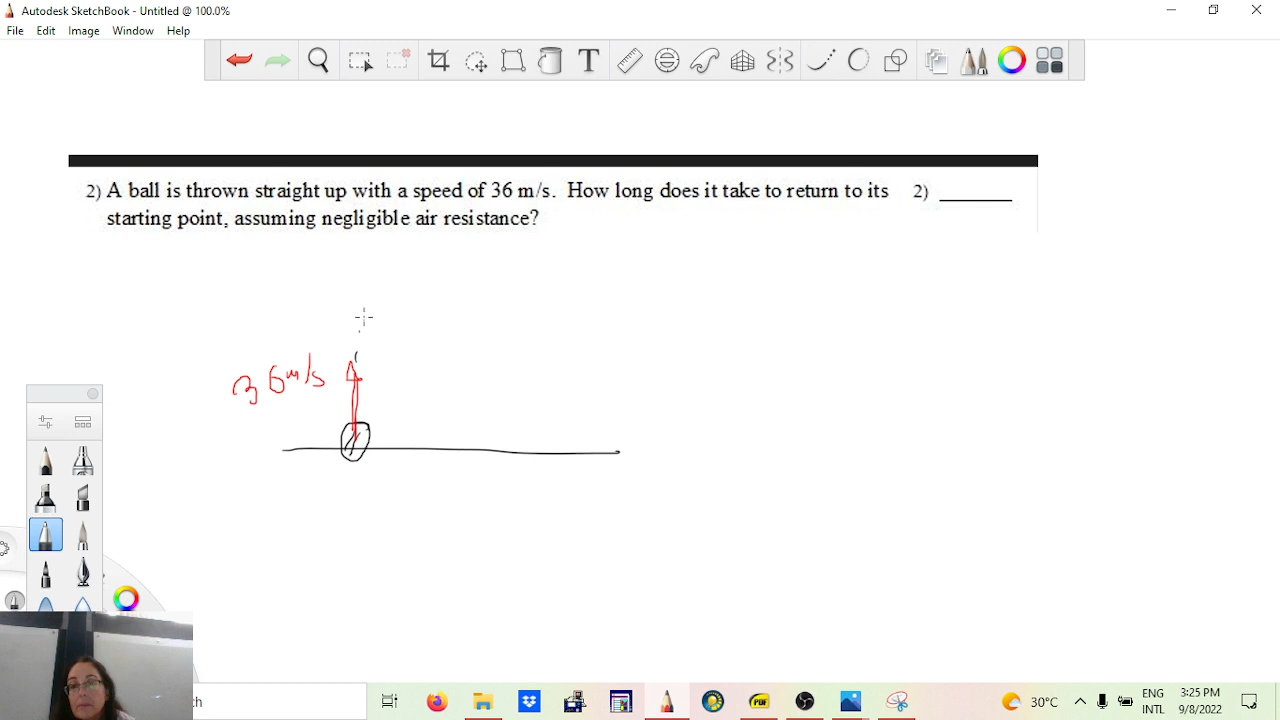 Autodesk SketchBook - Untitled @ 100.0%
File Edit Image Window Help
T
2) A ball is thrown straight up with a speed of 36 m/s. How long does it take to return to its 2) ________
starting point, assuming negligible air resistance?
36 m/s
ch
PDF
30°C
ENG
INTL
3:25 PM
9/8/2022